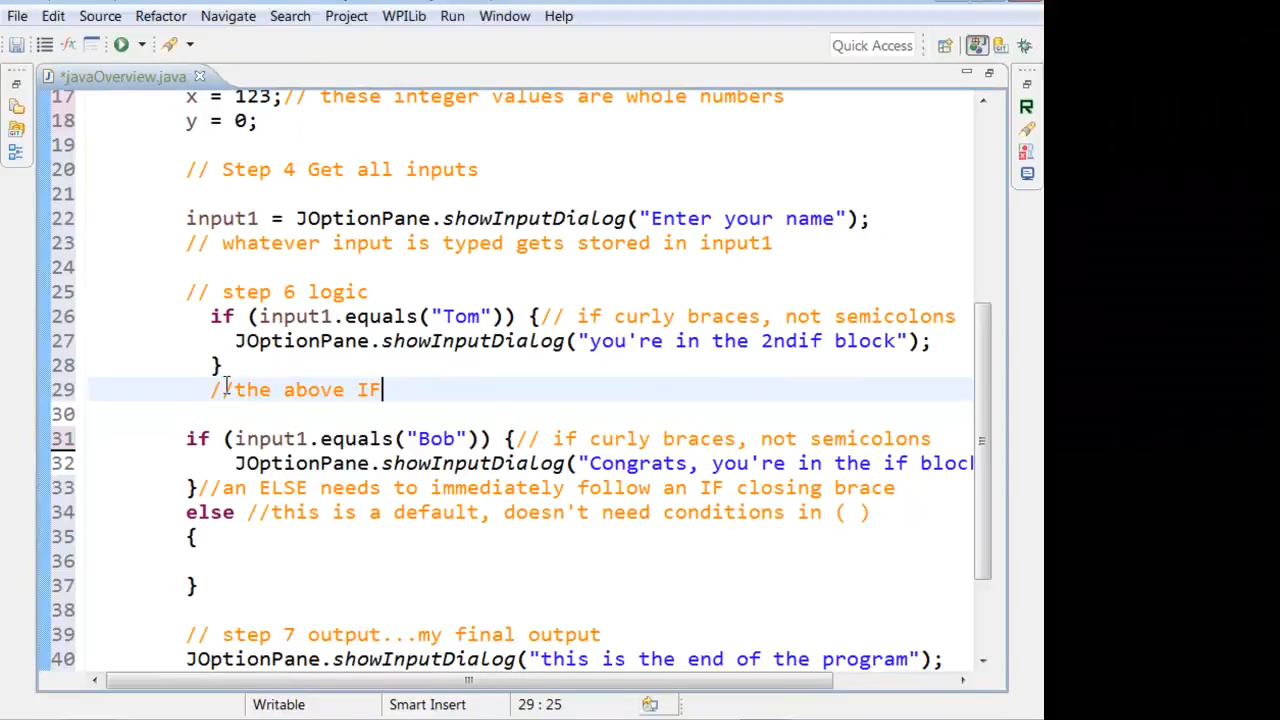 File Edit Source Refactor Navigate Search Project WPILib Run Window Help
Quick Access
*javaOverview.java
17 x = 123;// these integer values are whole numbers
18 y = 0;
19
20 // Step 4 Get all inputs
21
22 input1 = JOptionPane.showInputDialog("Enter your name");
23 // whatever input is typed gets stored in input1
24
25 // step 6 logic
26 if (input1.equals("Tom")) {// if curly braces, not semicolons
27 JOptionPane.showInputDialog("you're in the 2ndif block");
28 }
29 //the above IF
30
31 if (input1.equals("Bob")) {// if curly braces, not semicolons
32 JOptionPane.showInputDialog("Congrats, you're in the if block
33 }//an ELSE needs to immediately follow an IF closing brace
34 else //this is a default, doesn't need conditions in ( )
35 {
36
37 }
38
39 // step 7 output...my final output
40 JOptionPane.showInputDialog("this is the end of the program");
Writable Smart Insert 29 : 25